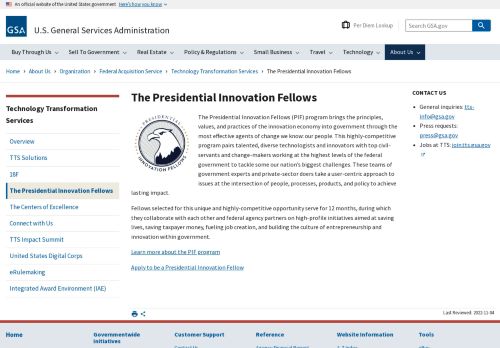 An official website of the United States government Here's how you know
GSA
U.S. General Services Administration
Per Diem Lookup
Search GSA.gov
Buy Through Us
Sell To Government
Real Estate
Policy & Regulations
Small Business
Travel
Technology
About Us
Home › About Us › Organization › Federal Acquisition Service › Technology Transformation Services › The Presidential Innovation Fellows
Technology Transformation
Services
Overview
TTS Solutions
18F
The Presidential Innovation Fellows
The Centers of Excellence
Connect with Us
TTS Impact Summit
United States Digital Corps
eRulemaking
Integrated Award Environment (IAE)
The Presidential Innovation Fellows
PRESIDENTIAL
INNOVATION FELLOWS
The Presidential Innovation Fellows (PIF) program brings the principles,
values, and practices of the innovation economy into government through the
most effective agents of change we know: our people. This highly-competitive
program pairs talented, diverse technologists and innovators with top civil-
servants and change-makers working at the highest levels of the federal
government to tackle some our nation's biggest challenges. These teams of
government experts and private-sector doers take a user-centric approach to
issues at the intersection of people, processes, products, and policy to achieve
lasting impact.
Fellows selected for this unique and highly-competitive opportunity serve for 12 months, during which
they collaborate with each other and federal agency partners on high-profile initiatives aimed at saving
lives, saving taxpayer money, fueling job creation, and building the culture of entrepreneurship and
innovation within government.
Learn more about the PIF program
Apply to be a Presidential Innovation Fellow
CONTACT US
General inquiries: tts-
info@gsa.gov
Press requests:
press@gsa.gov
Jobs at TTS: join.tts.gsa.gov
Last Reviewed: 2022-11-04
Home
Governmentwide
Initiatives
Customer Support
Contact Us
Reference
Website Information
Tools